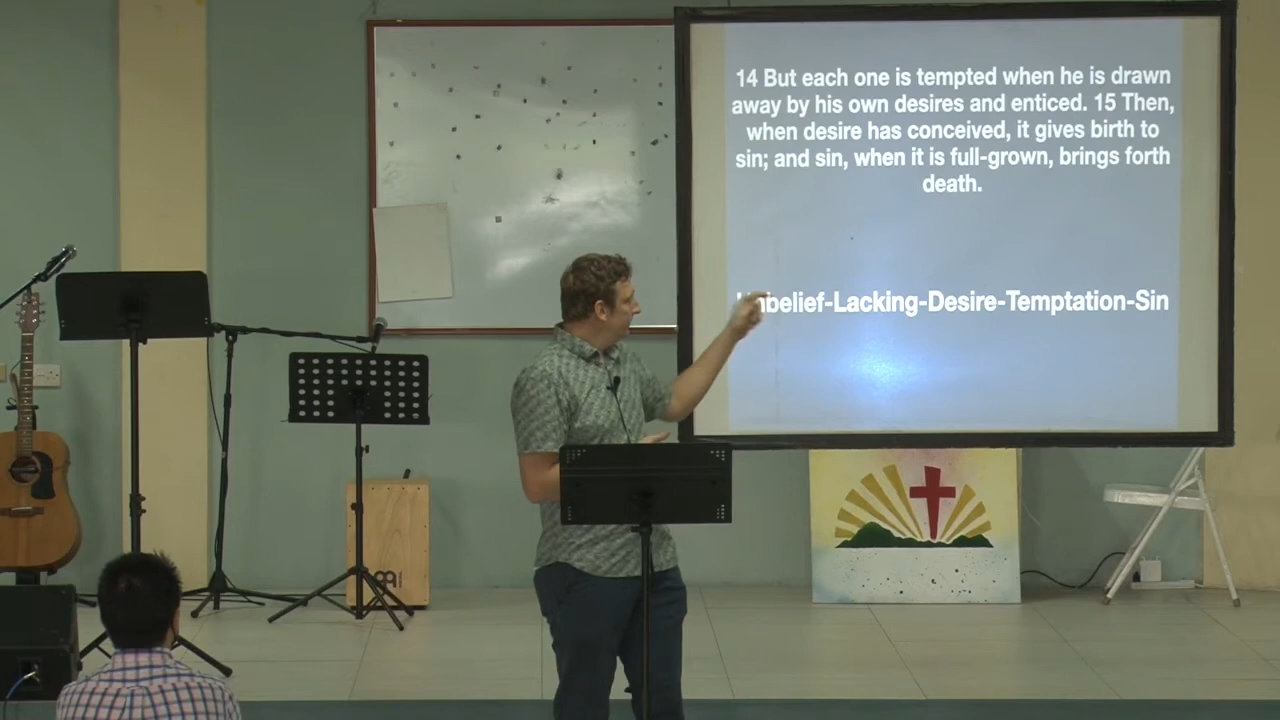 14 But each one is tempted when he is drawn
away by his own desires and enticed. 15 Then,
when desire has conceived, it gives birth to
sin; and sin, when it is full-grown, brings forth
death.
Unbelief-Lacking-Desire-Temptation-Sin